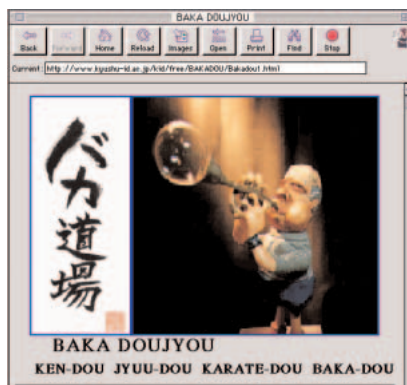 BAKA DOUJYOU
Back Forward Home Reload Images Open Print Find Stop
Current: http://www.kyushu-id.ac.jp/kid/free/BAKADOU/Bakadou1.html
バカ道場
BAKA DOUJYOU
KEN-DOU JYUU-DOU KARATE-DOU BAKA-DOU